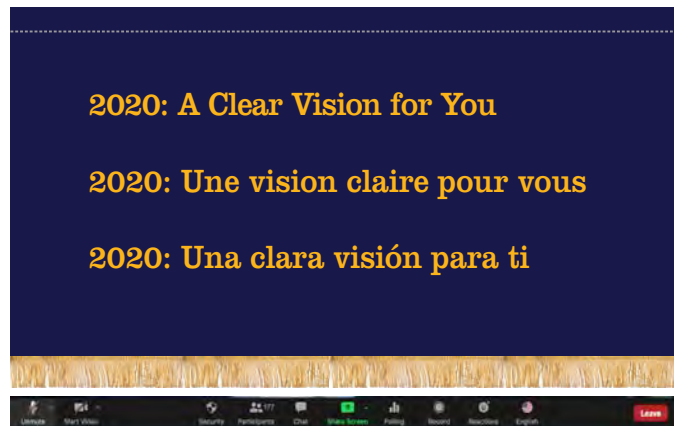 2020: A Clear Vision for You
2020: Une vision claire pour vous
2020: Una clara visión para ti
Unmute Start Video Security Participants 177 Chat Share Screen Polling Record Reactions English Leave